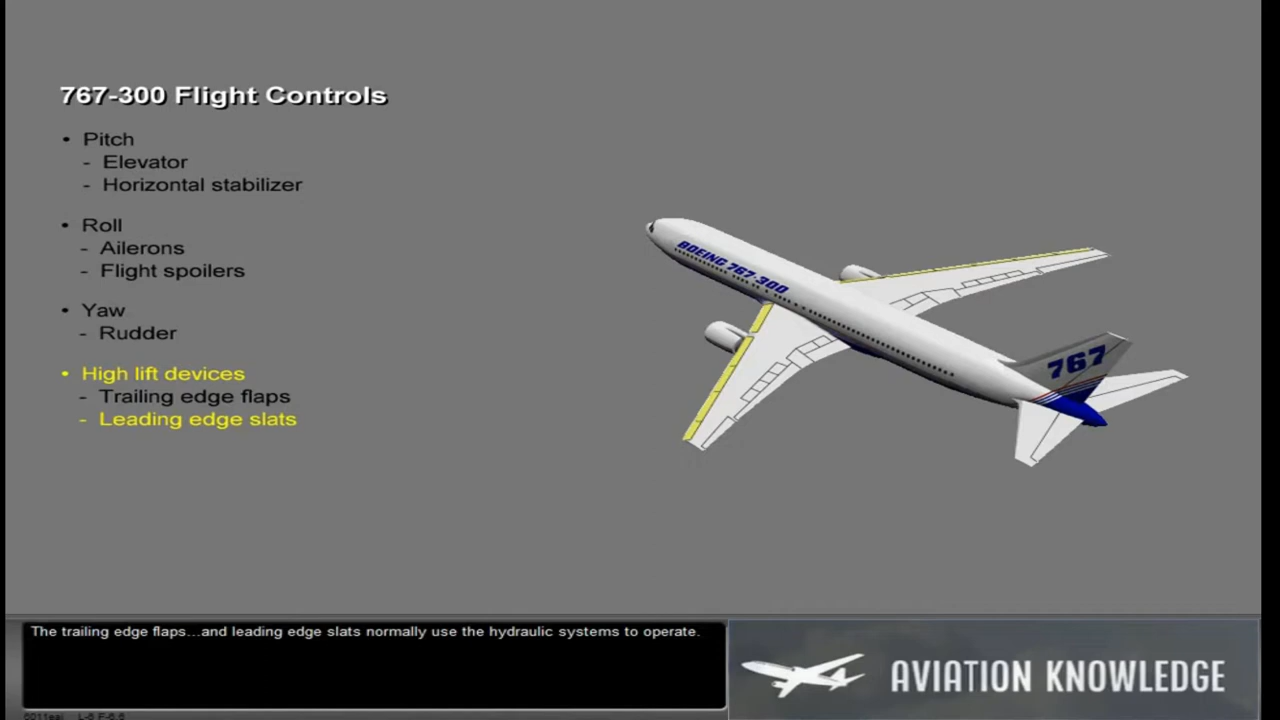 767-300 Flight Controls
• Pitch
- Elevator
- Horizontal stabilizer
• Roll
- Ailerons
- Flight spoilers
• Yaw
- Rudder
• High lift devices
- Trailing edge flaps
- Leading edge slats
BOEING 767-300
767
The trailing edge flaps...and leading edge slats normally use the hydraulic systems to operate.
AVIATION KNOWLEDGE